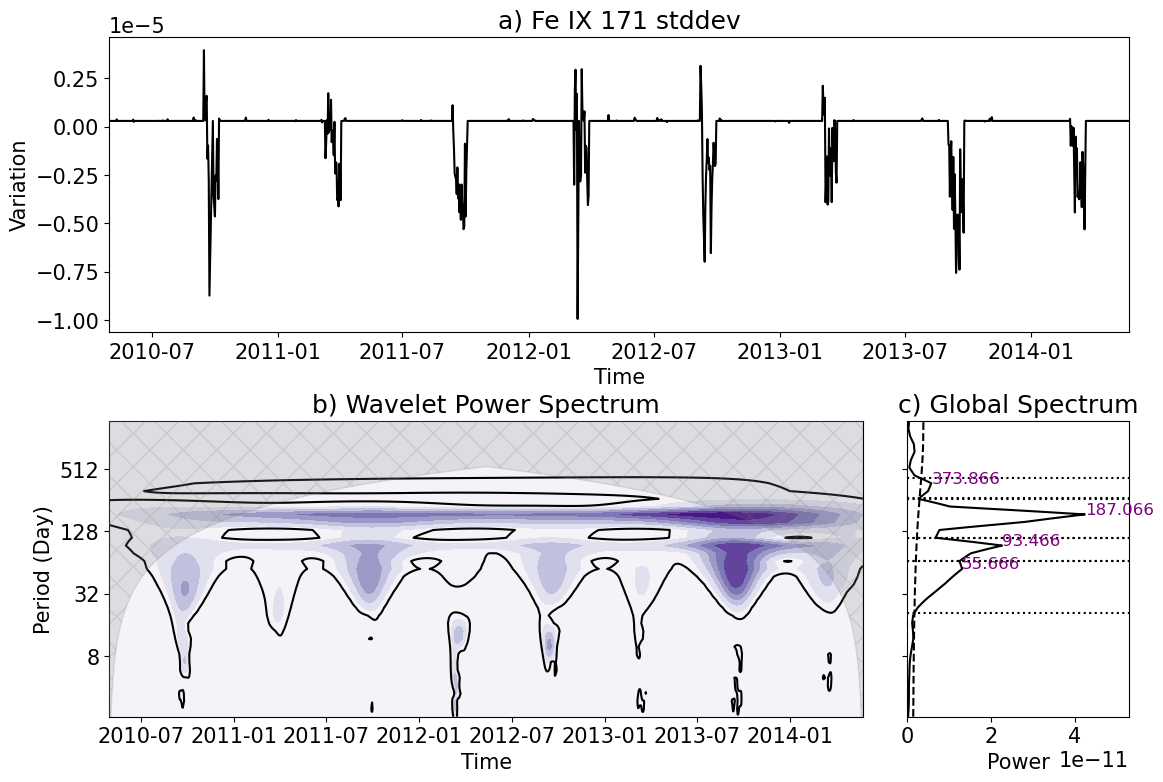 a) Fe IX 171 stddev
1e−5
0.25
0.00
−0.25
−0.50
−0.75
−1.00
Variation
2010-07 2011-01 2011-07 2012-01 2012-07 2013-01 2013-07 2014-01
Time
b) Wavelet Power Spectrum
512
128
32
8
Period (Day)
2010-07 2011-01 2011-07 2012-01 2012-07 2013-01 2013-07 2014-01
Time
c) Global Spectrum
373.866
187.066
93.466
55.666
0 2 4
Power 1e−11